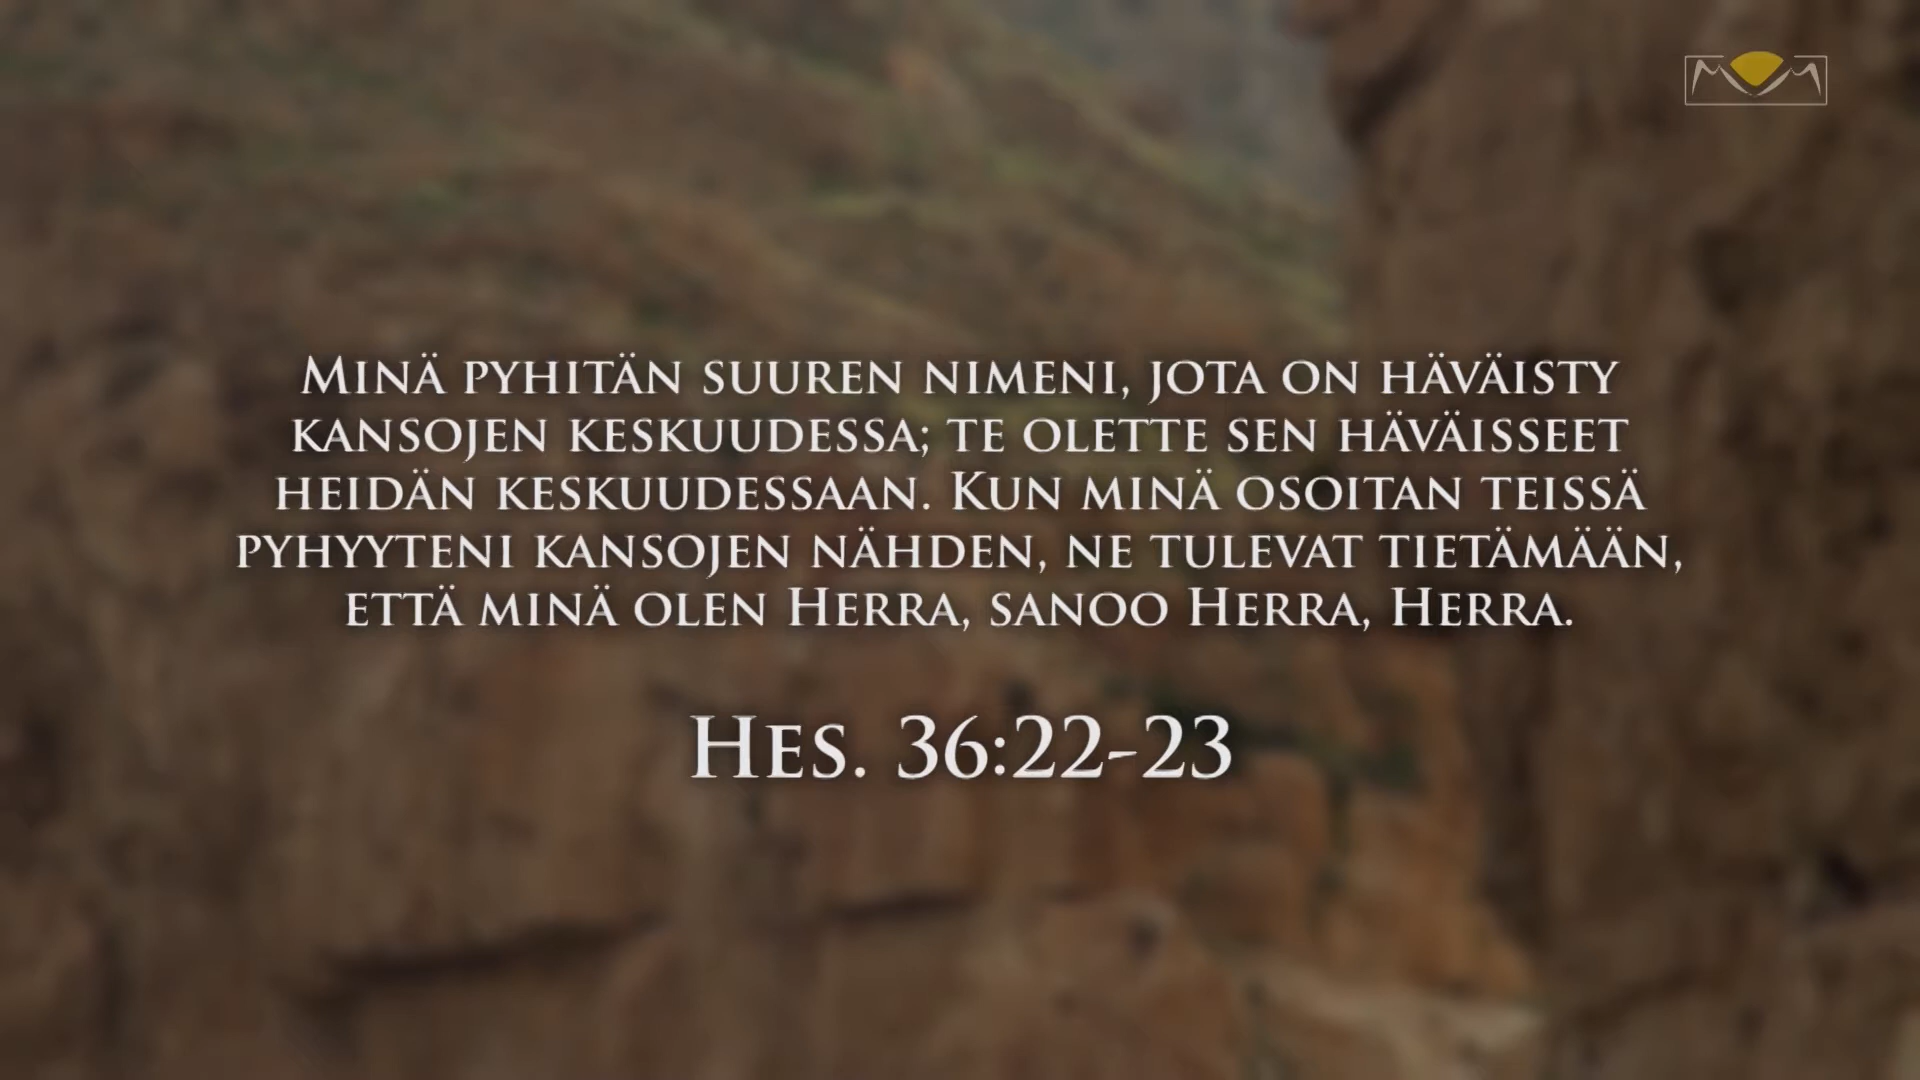 Minä pyhitän suuren nimeni, jota on häväisty
kansojen keskuudessa; te olette sen häväisseet
heidän keskuudessaan. Kun minä osoitan teissä
pyhyyteni kansojen nähden, ne tulevat tietämään,
että minä olen Herra, sanoo Herra, Herra.
Hes. 36:22-23